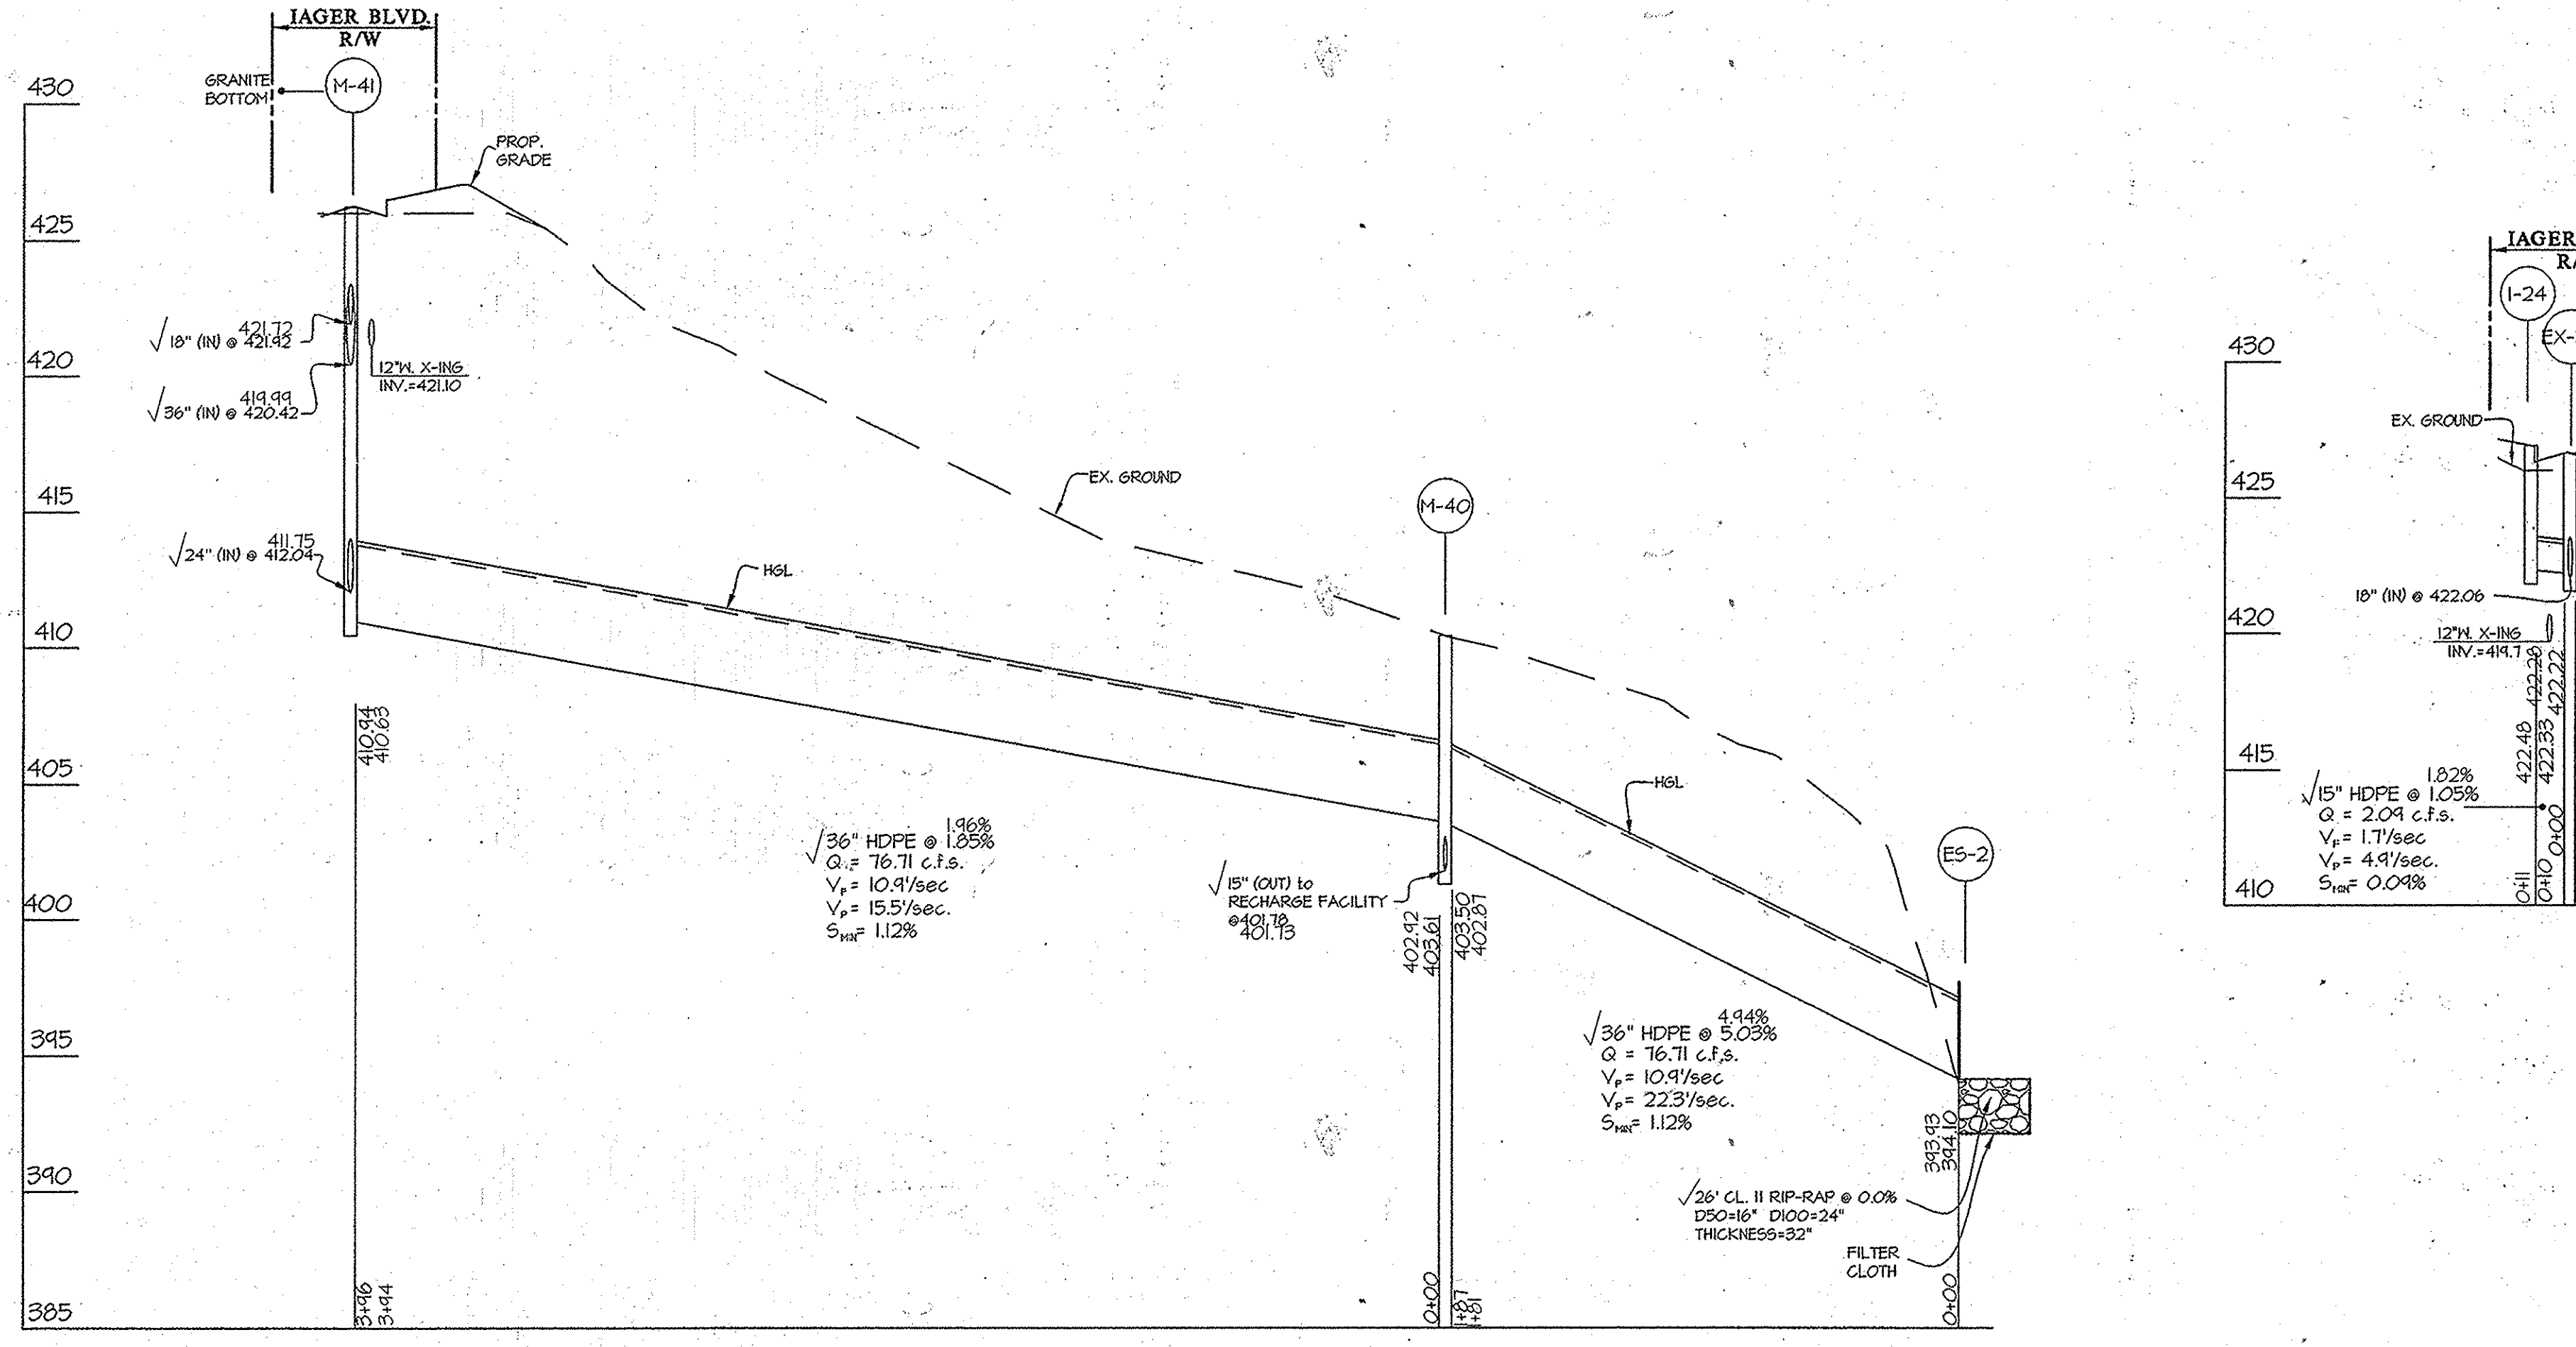 IAGER BLVD.
R/W
GRANITE
BOTTOM
M-41
PROP.
GRADE
430
425
420
415
410
405
400
395
390
385
421.72
√ 18" (IN) @ 421.92
419.99
√ 36" (IN) @ 420.42
12"W. X-ING
INV.=421.10
411.75
√ 24" (IN) @ 412.04
HGL
EX. GROUND
M-40
410.94
410.63
1.96%
√ 36" HDPE @ 1.85%
Q = 76.71 c.f.s.
VF= 10.9'/sec
VP= 15.5'/sec.
SMIN= 1.12%
√ 15" (OUT) to
RECHARGE FACILITY
@401.78
401.73
402.92
403.61
403.50
402.87
HGL
ES-2
4.94%
√ 36" HDPE @ 5.03%
Q = 76.71 c.f.s.
VF= 10.9'/sec
VP= 22.3'/sec.
SMIN= 1.12%
393.93
394.10
√ 26' CL. II RIP-RAP @ 0.0%
D50=16" D100=24"
THICKNESS=32"
FILTER
CLOTH
3+96
3+94
0+00
1+87
1+81
0+00
IAGER
R/
I-24
EX-
430
425
420
415
410
EX. GROUND
18" (IN) @ 422.06
12"W. X-ING
INV.=419.7
422.48
422.28
422.33
422.22
1.82%
√ 15" HDPE @ 1.05%
Q = 2.09 c.f.s.
VF= 1.7'/sec
VP= 4.9'/sec.
SMIN= 0.09%
0+11
0+10
0+00